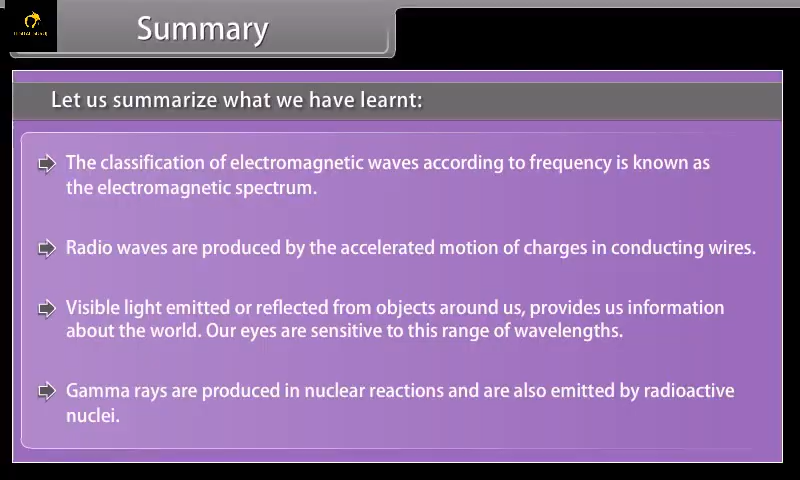 Summary
Let us summarize what we have learnt:
The classification of electromagnetic waves according to frequency is known as
the electromagnetic spectrum.
Radio waves are produced by the accelerated motion of charges in conducting wires.
Visible light emitted or reflected from objects around us, provides us information
about the world. Our eyes are sensitive to this range of wavelengths.
Gamma rays are produced in nuclear reactions and are also emitted by radioactive
nuclei.